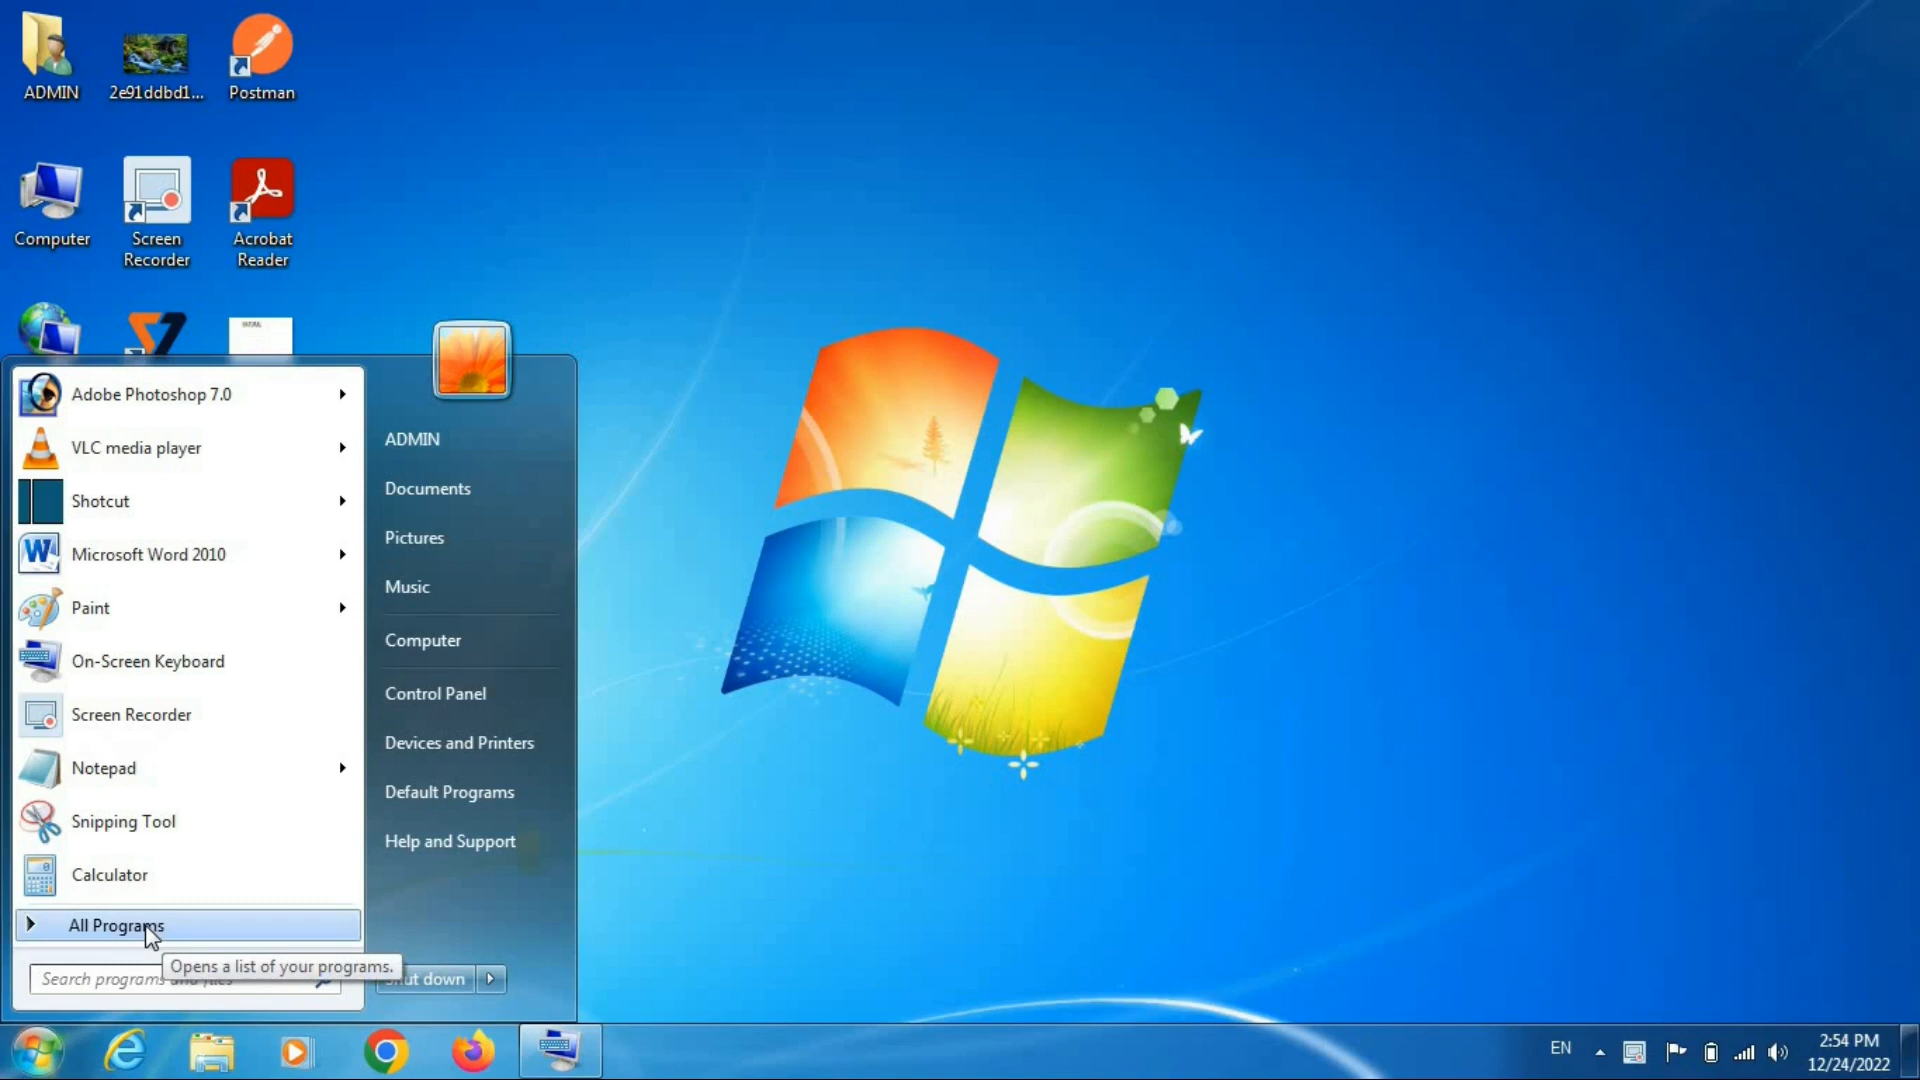 ADMIN
2e91ddbd1...
Postman
Computer
Screen
Recorder
Acrobat
Reader
Adobe Photoshop 7.0
VLC media player
Shotcut
Microsoft Word 2010
Paint
On-Screen Keyboard
Screen Recorder
Notepad
Snipping Tool
Calculator
All Programs
Opens a list of your programs.
Search programs and files
ADMIN
Documents
Pictures
Music
Computer
Control Panel
Devices and Printers
Default Programs
Help and Support
Shut down
EN
2:54 PM
12/24/2022